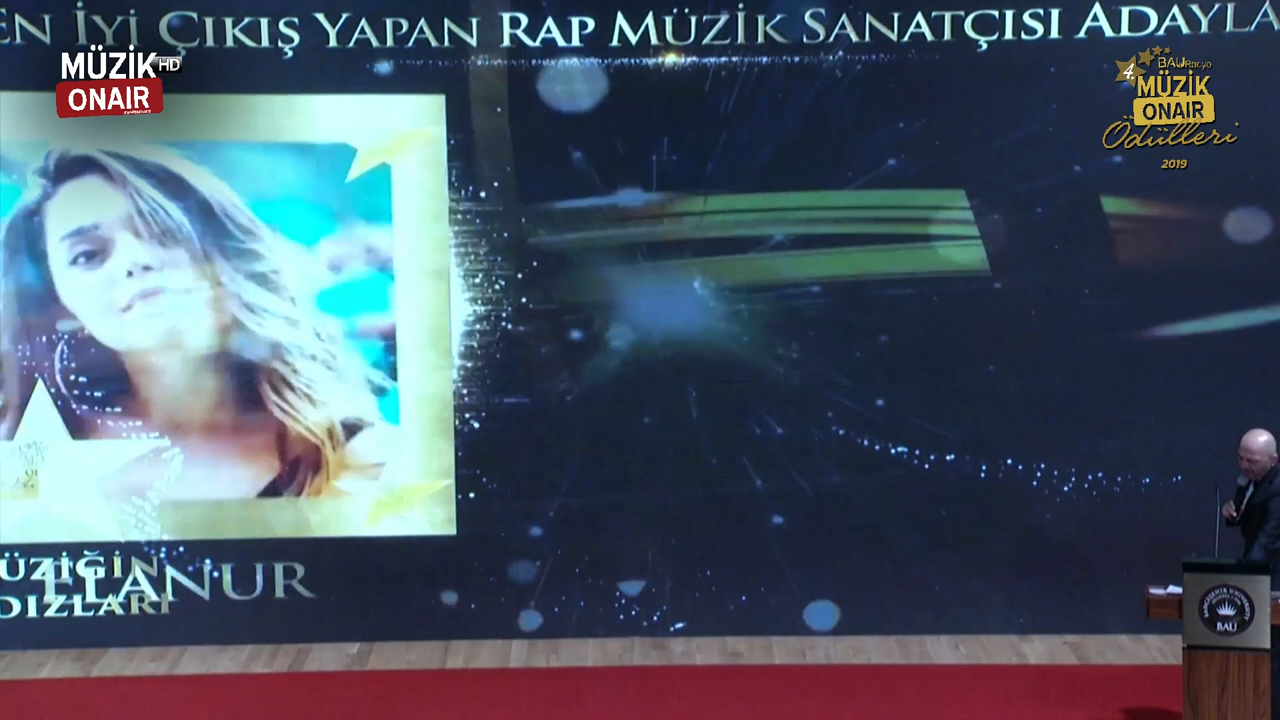 EN İYİ ÇIKIŞ YAPAN RAP MÜZİK SANATÇISI ADAYLA
MÜZİK HD
ONAIR
4.
BAU Radyo
MÜZİK
ONAIR
Ödülleri
2019
ÜZİĞİN
DIZLARI
ELANUR
BAU